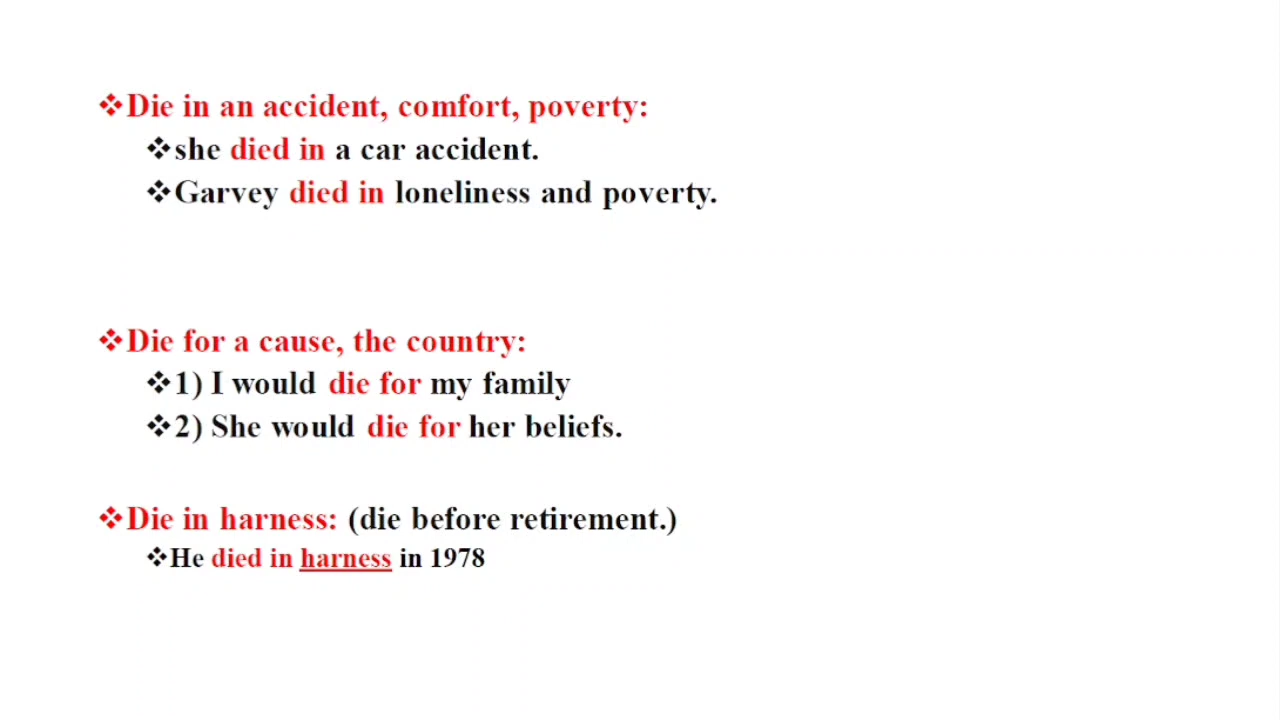 ❖Die in an accident, comfort, poverty:
❖she died in a car accident.
❖Garvey died in loneliness and poverty.
❖Die for a cause, the country:
❖1) I would die for my family
❖2) She would die for her beliefs.
❖Die in harness: (die before retirement.)
❖He died in harness in 1978